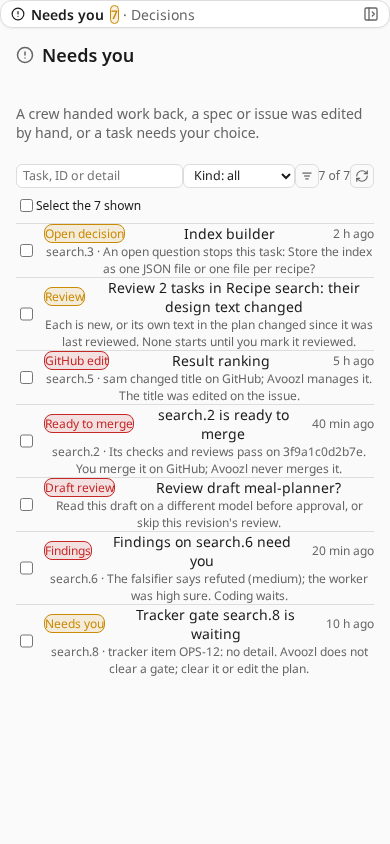 Needs you 7 · Decisions
Needs you
A crew handed work back, a spec or issue was edited
by hand, or a task needs your choice.
Task, ID or detail
Kind: all
7 of 7
Select the 7 shown
Open decision
Index builder
2 h ago
search.3 · An open question stops this task: Store the index
as one JSON file or one file per recipe?
Review
Review 2 tasks in Recipe search: their
design text changed
Each is new, or its own text in the plan changed since it was
last reviewed. None starts until you mark it reviewed.
GitHub edit
Result ranking
5 h ago
search.5 · sam changed title on GitHub; Avoozl manages it.
The title was edited on the issue.
Ready to merge
search.2 is ready to
merge
40 min ago
search.2 · Its checks and reviews pass on 3f9a1c0d2b7e.
You merge it on GitHub; Avoozl never merges it.
Draft review
Review draft meal-planner?
Read this draft on a different model before approval, or
skip this revision's review.
Findings
Findings on search.6 need
you
20 min ago
search.6 · The falsifier says refuted (medium); the worker
was high sure. Coding waits.
Needs you
Tracker gate search.8 is
waiting
10 h ago
search.8 · tracker item OPS-12: no detail. Avoozl does not
clear a gate; clear it or edit the plan.